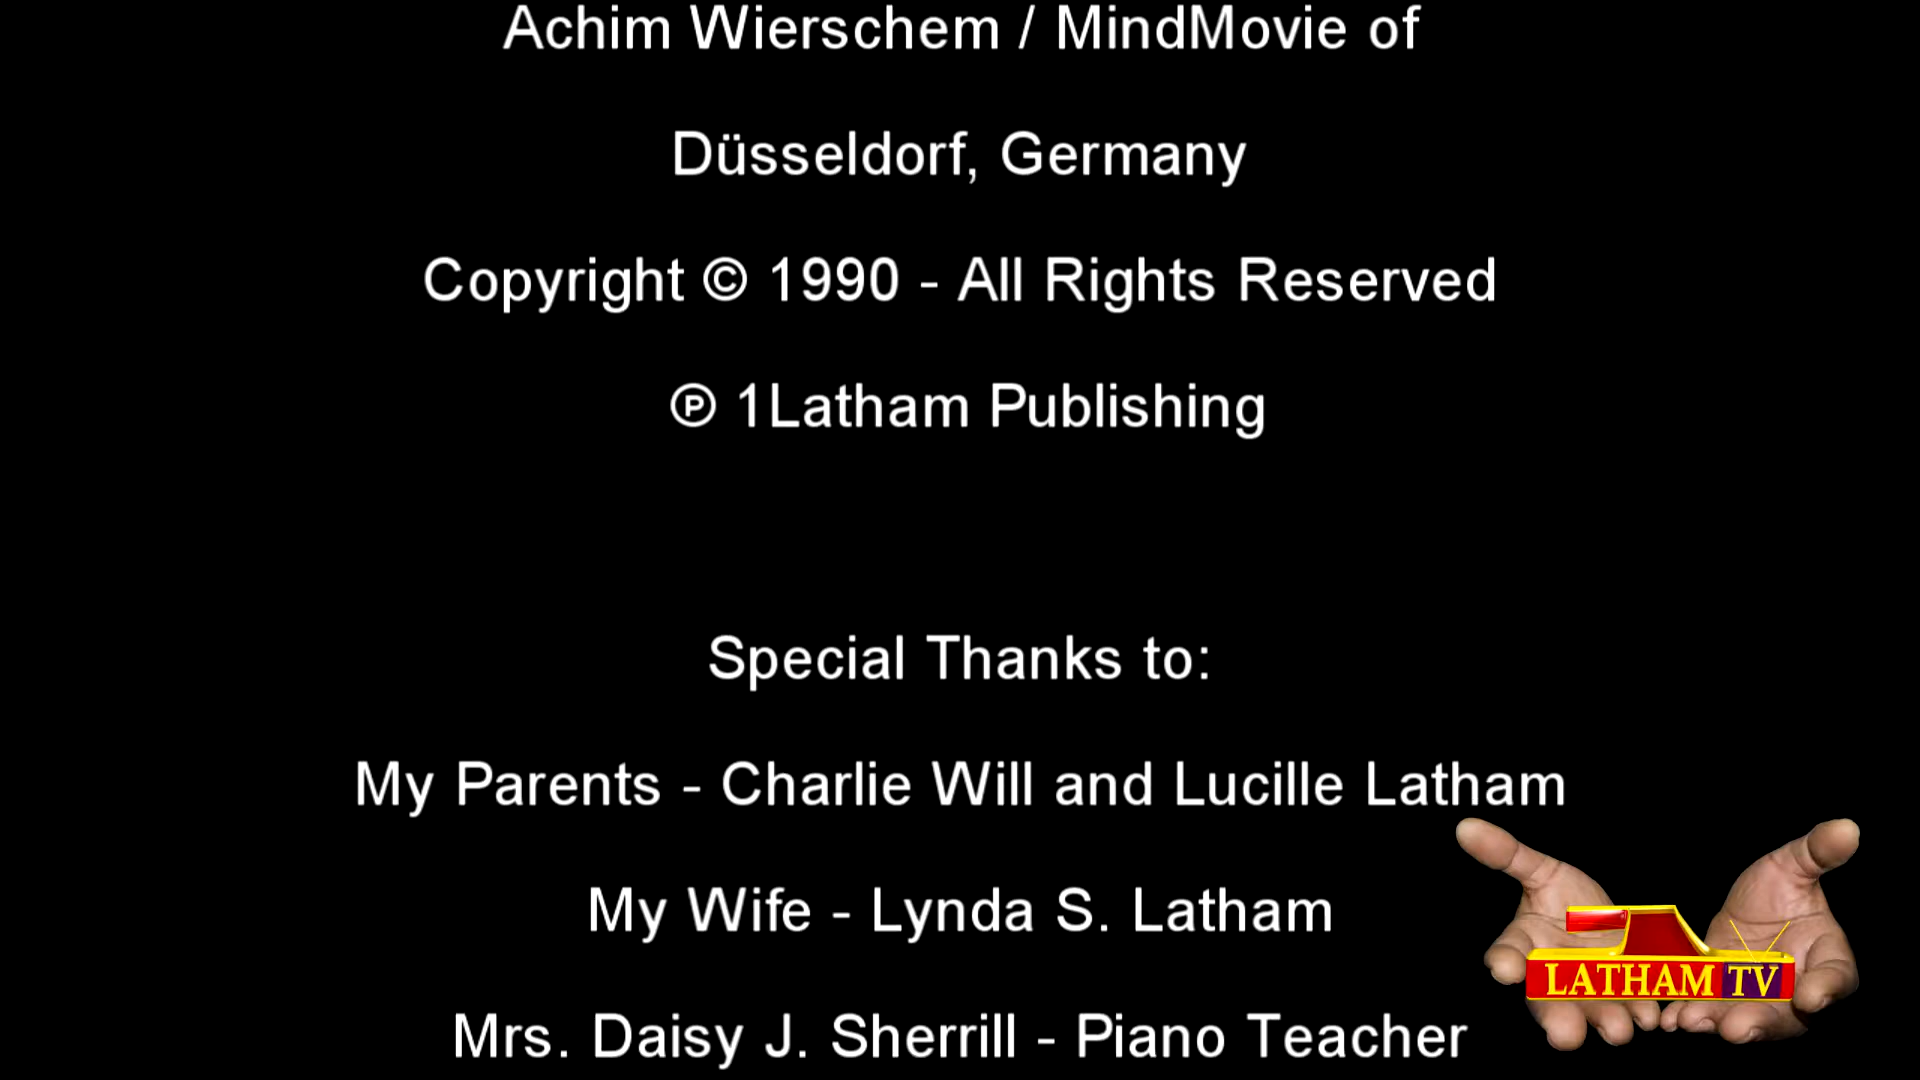 Achim Wierschem / MindMovie of
Düsseldorf, Germany
Copyright © 1990 - All Rights Reserved
℗ 1Latham Publishing
Special Thanks to:
My Parents - Charlie Will and Lucille Latham
My Wife - Lynda S. Latham
LATHAM TV
Mrs. Daisy J. Sherrill - Piano Teacher